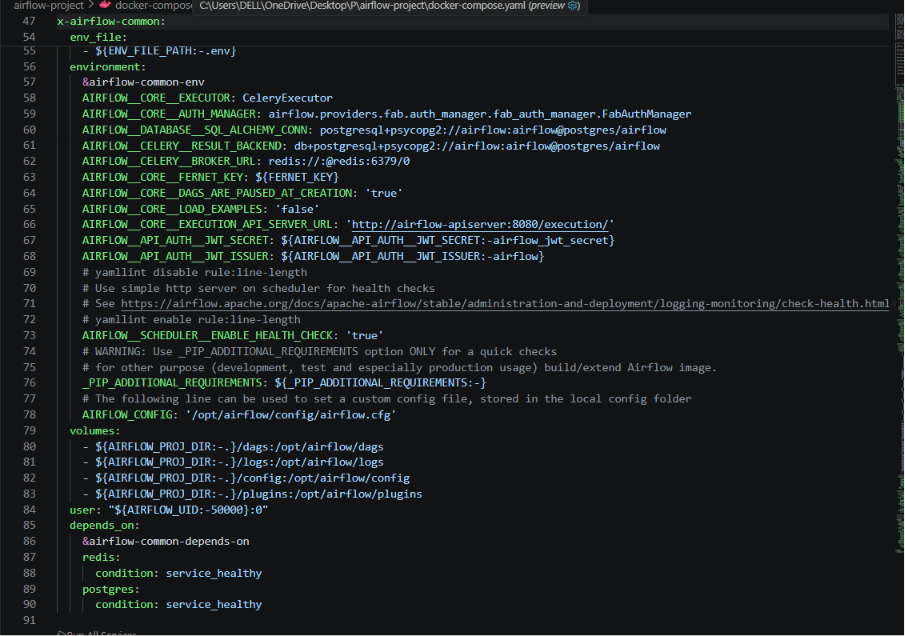 airflow-project > docker-compose C:\Users\DELL\OneDrive\Desktop\P\airflow-project\docker-compose.yaml (preview)
47 x-airflow-common:
54 env_file:
55 - ${ENV_FILE_PATH:-.env}
56 environment:
57 &airflow-common-env
58 AIRFLOW__CORE__EXECUTOR: CeleryExecutor
59 AIRFLOW__CORE__AUTH_MANAGER: airflow.providers.fab.auth_manager.fab_auth_manager.FabAuthManager
60 AIRFLOW__DATABASE__SQL_ALCHEMY_CONN: postgresql+psycopg2://airflow:airflow@postgres/airflow
61 AIRFLOW__CELERY__RESULT_BACKEND: db+postgresql+psycopg2://airflow:airflow@postgres/airflow
62 AIRFLOW__CELERY__BROKER_URL: redis://:@redis:6379/0
63 AIRFLOW__CORE__FERNET_KEY: ${FERNET_KEY}
64 AIRFLOW__CORE__DAGS_ARE_PAUSED_AT_CREATION: 'true'
65 AIRFLOW__CORE__LOAD_EXAMPLES: 'false'
66 AIRFLOW__CORE__EXECUTION_API_SERVER_URL: 'http://airflow-apiserver:8080/execution/'
67 AIRFLOW__API_AUTH__JWT_SECRET: ${AIRFLOW__API_AUTH__JWT_SECRET:-airflow_jwt_secret}
68 AIRFLOW__API_AUTH__JWT_ISSUER: ${AIRFLOW__API_AUTH__JWT_ISSUER:-airflow}
69 # yamllint disable rule:line-length
70 # Use simple http server on scheduler for health checks
71 # See https://airflow.apache.org/docs/apache-airflow/stable/administration-and-deployment/logging-monitoring/check-health.html
72 # yamllint enable rule:line-length
73 AIRFLOW__SCHEDULER__ENABLE_HEALTH_CHECK: 'true'
74 # WARNING: Use _PIP_ADDITIONAL_REQUIREMENTS option ONLY for a quick checks
75 # for other purpose (development, test and especially production usage) build/extend Airflow image.
76 _PIP_ADDITIONAL_REQUIREMENTS: ${_PIP_ADDITIONAL_REQUIREMENTS:-}
77 # The following line can be used to set a custom config file, stored in the local config folder
78 AIRFLOW_CONFIG: '/opt/airflow/config/airflow.cfg'
79 volumes:
80 - ${AIRFLOW_PROJ_DIR:-.}/dags:/opt/airflow/dags
81 - ${AIRFLOW_PROJ_DIR:-.}/logs:/opt/airflow/logs
82 - ${AIRFLOW_PROJ_DIR:-.}/config:/opt/airflow/config
83 - ${AIRFLOW_PROJ_DIR:-.}/plugins:/opt/airflow/plugins
84 user: "${AIRFLOW_UID:-50000}:0"
85 depends_on:
86 &airflow-common-depends-on
87 redis:
88 condition: service_healthy
89 postgres:
90 condition: service_healthy
91
Run All Services